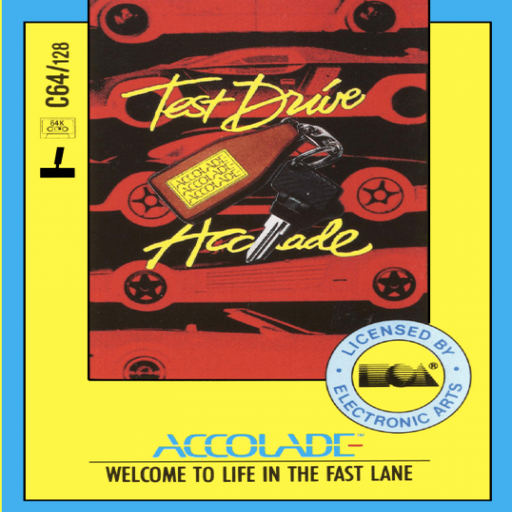 C64/128
64K
Test Drive
ACCOLADE
ACCOLADE
ACCOLADE
Accolade
LICENSED BY
ELECTRONIC ARTS
ACCOLADE™
WELCOME TO LIFE IN THE FAST LANE